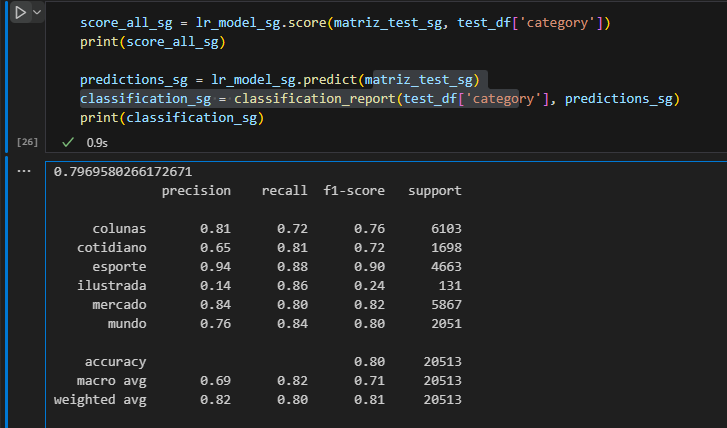 score_all_sg = lr_model_sg.score(matriz_test_sg, test_df['category'])
print(score_all_sg)
predictions_sg = lr_model_sg.predict(matriz_test_sg)
classification_sg = classification_report(test_df['category'], predictions_sg)
print(classification_sg)
[26] 0.9s
0.7969580266172671
precision recall f1-score support
colunas 0.81 0.72 0.76 6103
cotidiano 0.65 0.81 0.72 1698
esporte 0.94 0.88 0.90 4663
ilustrada 0.14 0.86 0.24 131
mercado 0.84 0.80 0.82 5867
mundo 0.76 0.84 0.80 2051
accuracy 0.80 20513
macro avg 0.69 0.82 0.71 20513
weighted avg 0.82 0.80 0.81 20513